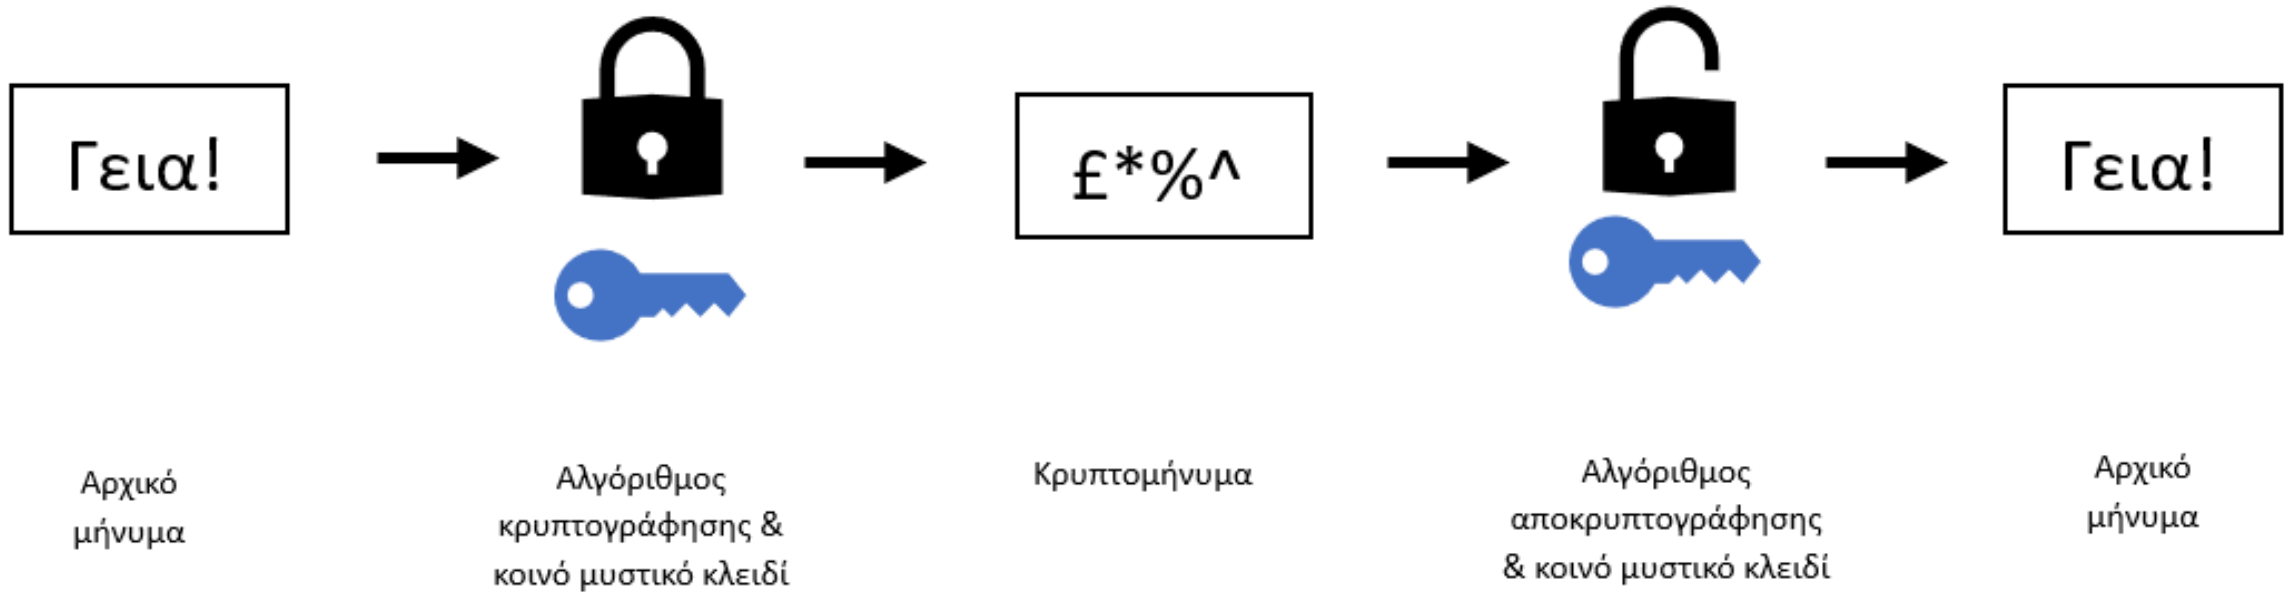 Γεια!
£*%^
Γεια!
Αρχικό
μήνυμα
Αλγόριθμος
κρυπτογράφησης &
κοινό μυστικό κλειδί
Κρυπτομήνυμα
Αλγόριθμος
αποκρυπτογράφησης
& κοινό μυστικό κλειδί
Αρχικό
μήνυμα